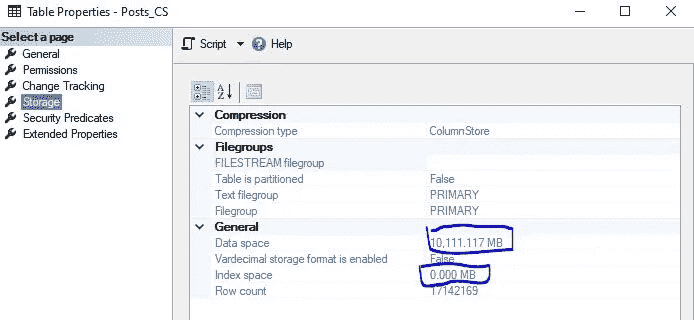 Table Properties - Posts_CS
Select a page
General
Permissions
Change Tracking
Storage
Security Predicates
Extended Properties
Script
Help
Compression
Compression type ColumnStore
Filegroups
FILESTREAM filegroup
Table is partitioned False
Text filegroup PRIMARY
Filegroup PRIMARY
General
Data space 10,111.117 MB
Vardecimal storage format is enabled False
Index space 0.000 MB
Row count 17142169